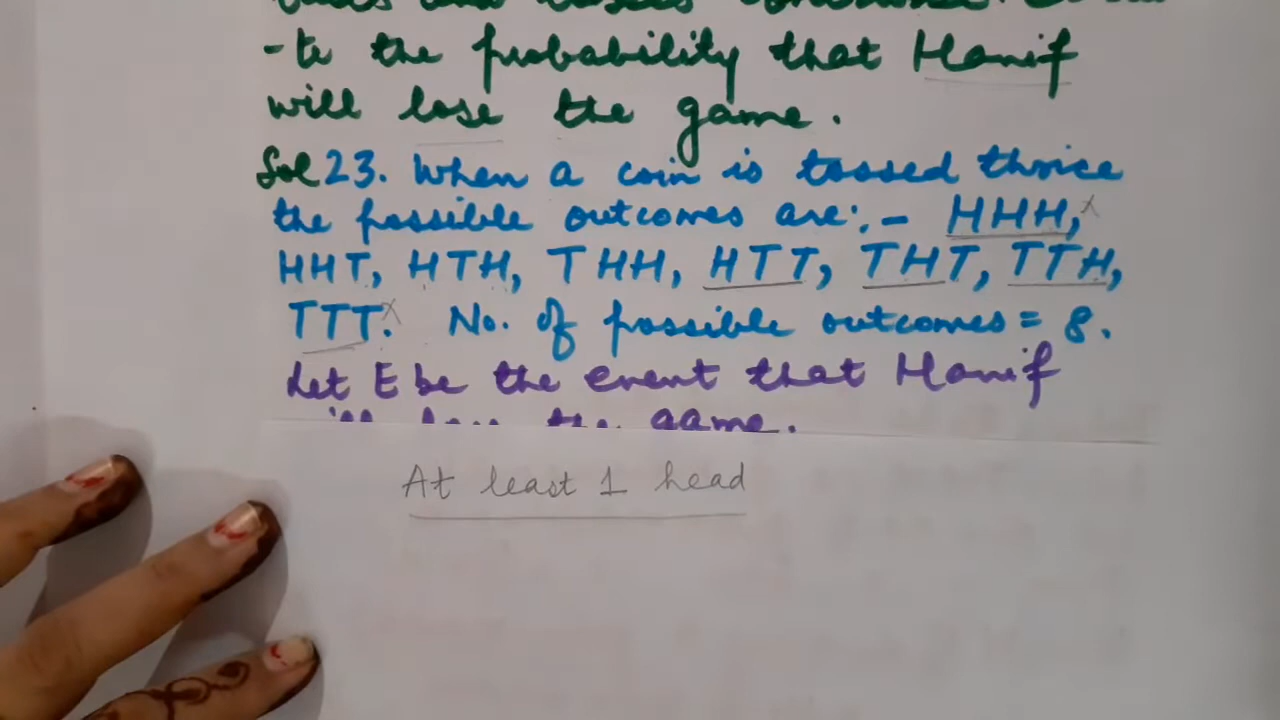 -te the probability that Hanif
will lose the game.
Sol 23. When a coin is tossed thrice
the possible outcomes are:- HHH,
HHT, HTH, THH, HTT, THT, TTH,
TTT. No. of possible outcomes = 8.
Let E be the event that Hanif
the game.
At least 1 head